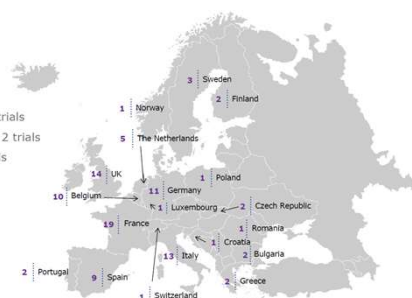 3 Sweden
2 Finland
1 Norway
trials
5 The Netherlands
2 trials
14 UK
1 Poland
11 Germany
10 Belgium
1 Luxembourg
2 Czech Republic
19 France
1 Romania
1 Croatia
13 Italy
2 Bulgaria
2 Portugal
9 Spain
2 Greece
1 Switzerland